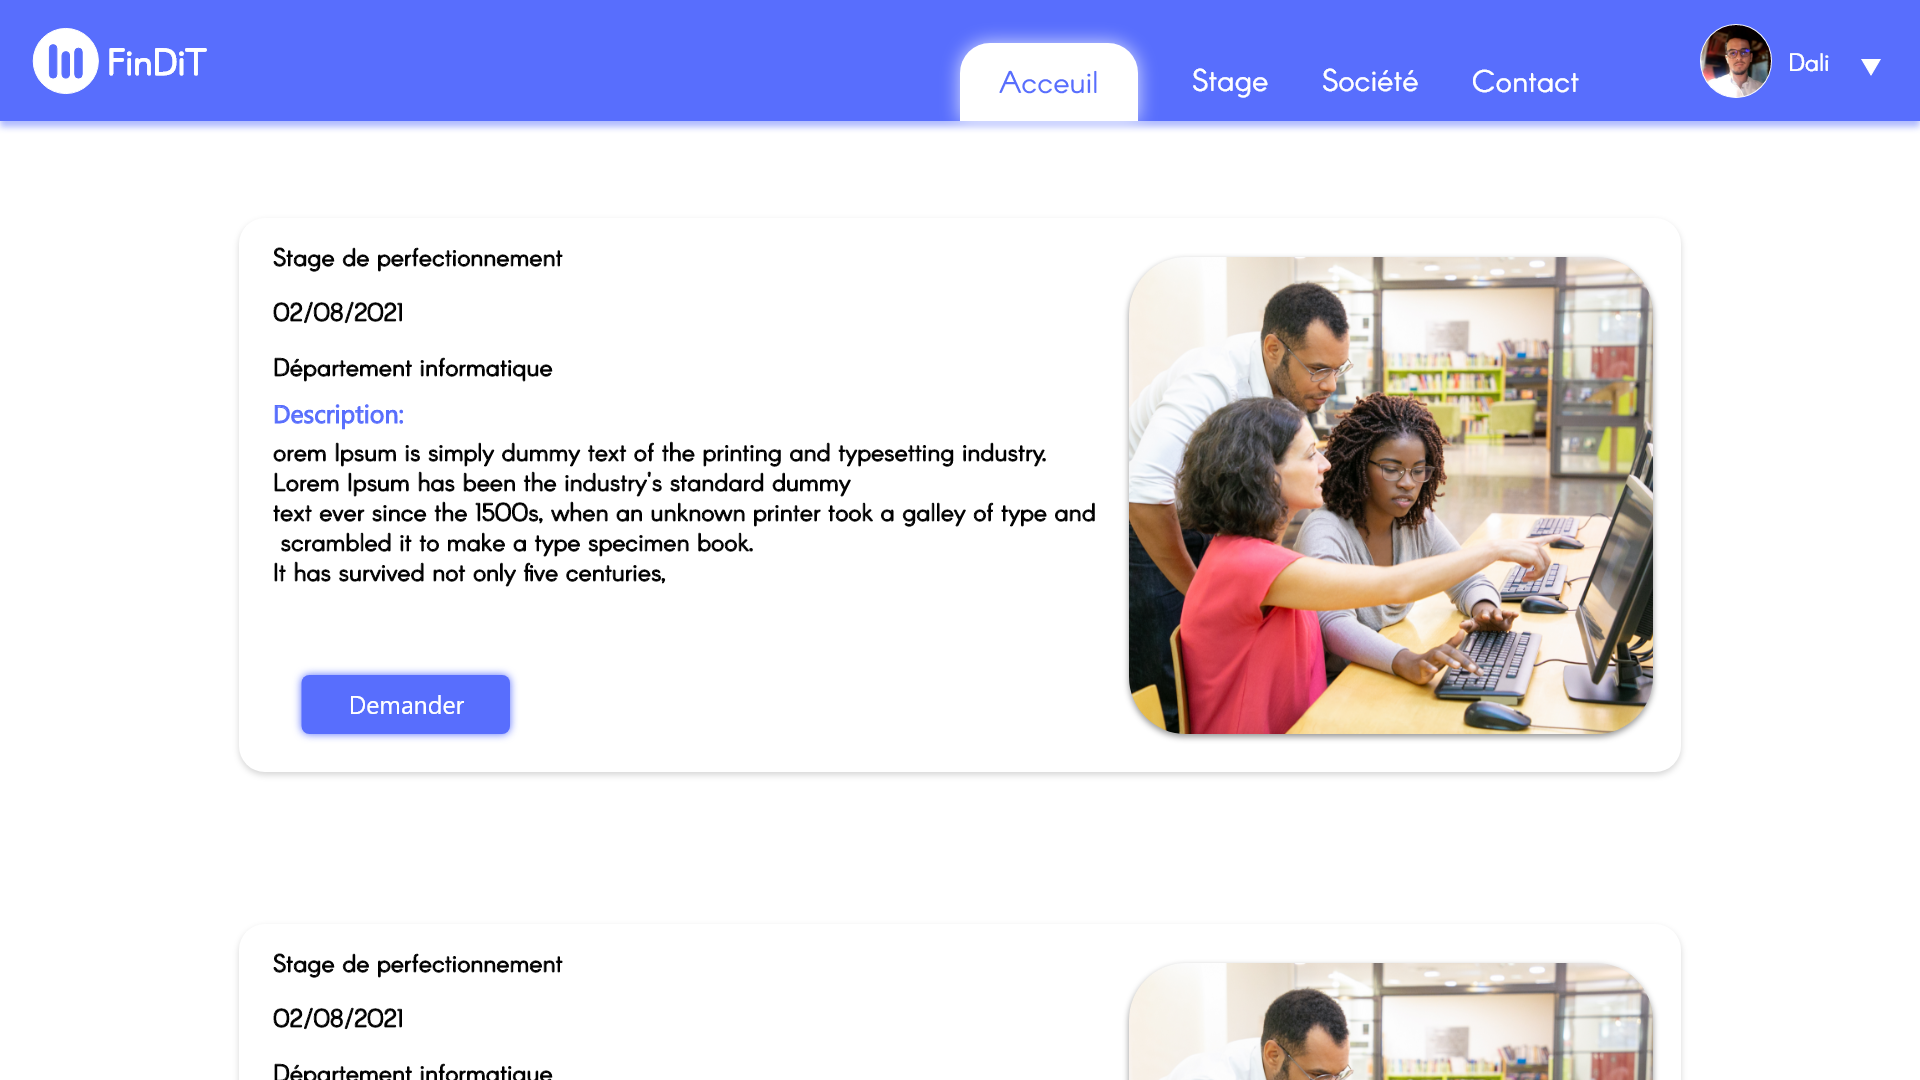 FinDiT
Acceuil
Stage
Société
Contact
Dali
Stage de perfectionnement
02/08/2021
Département informatique
Description:
orem Ipsum is simply dummy text of the printing and typesetting industry.
Lorem Ipsum has been the industry's standard dummy
text ever since the 1500s, when an unknown printer took a galley of type and
scrambled it to make a type specimen book.
It has survived not only five centuries,
Demander
Stage de perfectionnement
02/08/2021
Département informatique